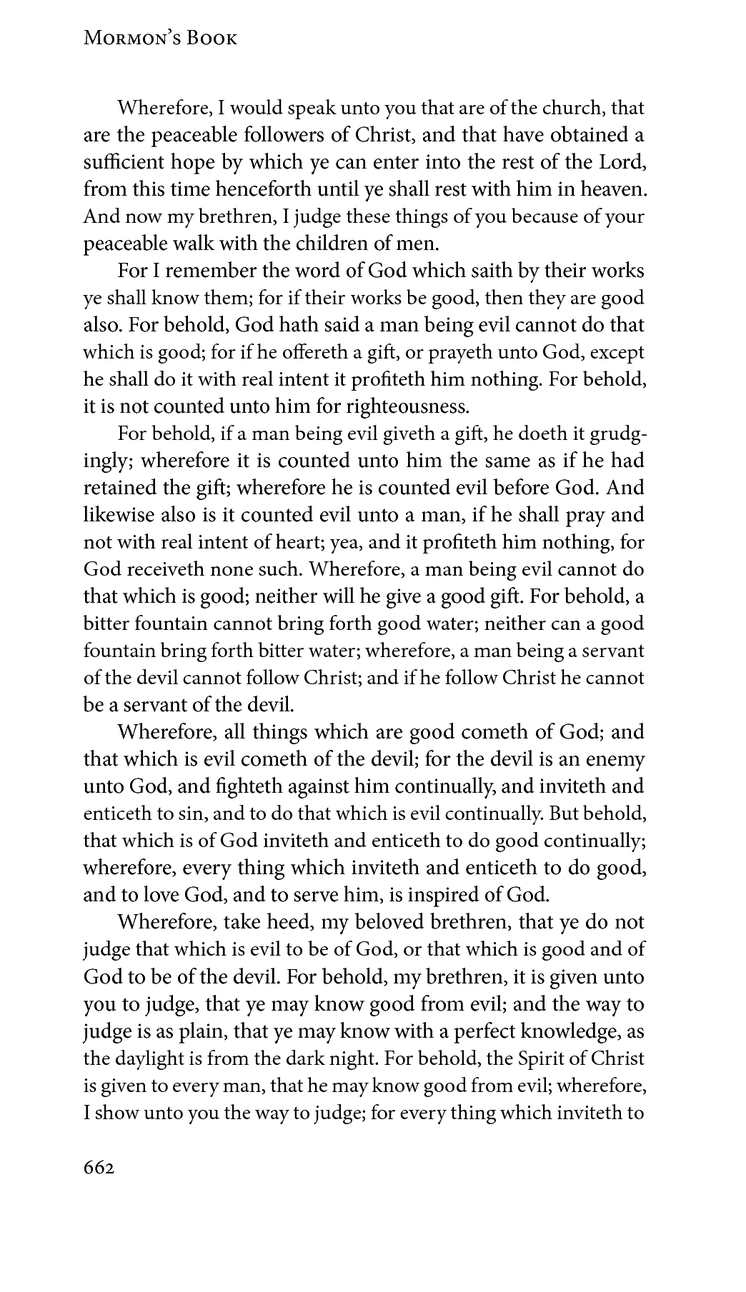 Mormon's Book
Wherefore, I would speak unto you that are of the church, that
are the peaceable followers of Christ, and that have obtained a
sufficient hope by which ye can enter into the rest of the Lord,
from this time henceforth until ye shall rest with him in heaven.
And now my brethren, I judge these things of you because of your
peaceable walk with the children of men.
For I remember the word of God which saith by their works
ye shall know them; for if their works be good, then they are good
also. For behold, God hath said a man being evil cannot do that
which is good; for if he offereth a gift, or prayeth unto God, except
he shall do it with real intent it profiteth him nothing. For behold,
it is not counted unto him for righteousness.
For behold, if a man being evil giveth a gift, he doeth it grudg-
ingly; wherefore it is counted unto him the same as if he had
retained the gift; wherefore he is counted evil before God. And
likewise also is it counted evil unto a man, if he shall pray and
not with real intent of heart; yea, and it profiteth him nothing, for
God receiveth none such. Wherefore, a man being evil cannot do
that which is good; neither will he give a good gift. For behold, a
bitter fountain cannot bring forth good water; neither can a good
fountain bring forth bitter water; wherefore, a man being a servant
of the devil cannot follow Christ; and if he follow Christ he cannot
be a servant of the devil.
Wherefore, all things which are good cometh of God; and
that which is evil cometh of the devil; for the devil is an enemy
unto God, and fighteth against him continually, and inviteth and
enticeth to sin, and to do that which is evil continually. But behold,
that which is of God inviteth and enticeth to do good continually;
wherefore, every thing which inviteth and enticeth to do good,
and to love God, and to serve him, is inspired of God.
Wherefore, take heed, my beloved brethren, that ye do not
judge that which is evil to be of God, or that which is good and of
God to be of the devil. For behold, my brethren, it is given unto
you to judge, that ye may know good from evil; and the way to
judge is as plain, that ye may know with a perfect knowledge, as
the daylight is from the dark night. For behold, the Spirit of Christ
is given to every man, that he may know good from evil; wherefore,
I show unto you the way to judge; for every thing which inviteth to
662